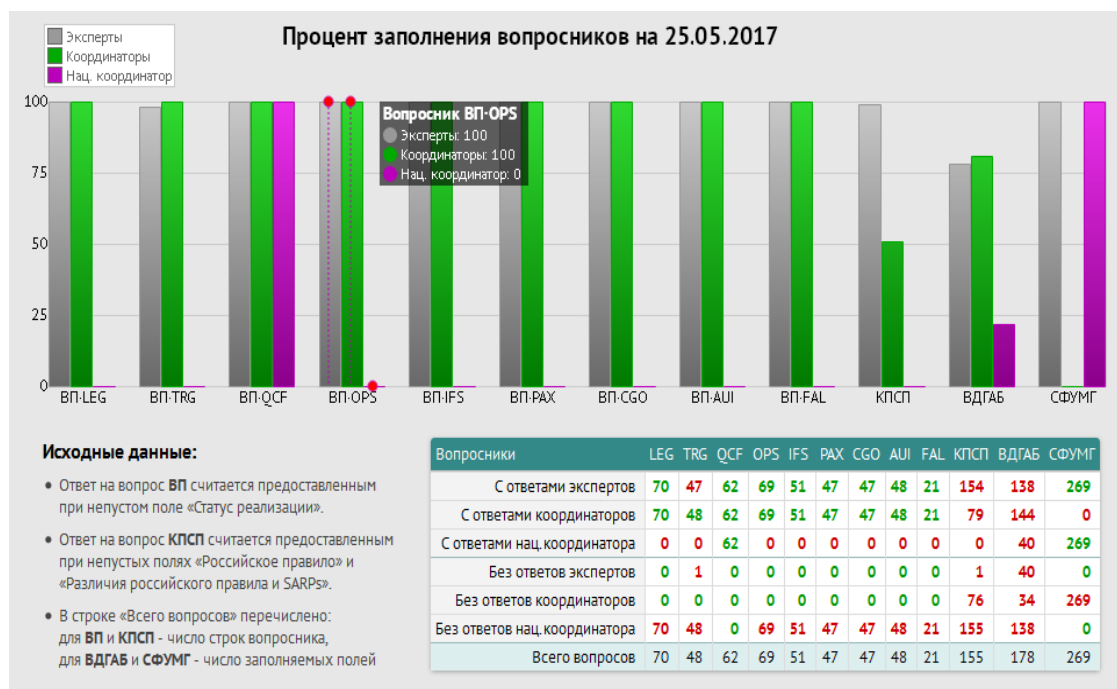 Процент заполнения вопросников на 25.05.2017
Эксперты
Координаторы
Нац. координатор
100
75
50
25
0
Вопросник ВП-OPS
Эксперты: 100
Координаторы: 100
Нац. координатор: 0
ВП-LEG ВП-TRG ВП-QCF ВП-OPS ВП-IFS ВП-PAX ВП-CGO ВП-AUI ВП-FAL КПСП ВДГАБ СФУМГ
Исходные данные:
• Ответ на вопрос ВП считается предоставленным
при непустом поле «Статус реализации».
• Ответ на вопрос КПСП считается предоставленным
при непустых полях «Российское правило» и
«Различия российского правила и SARPs».
• В строке «Всего вопросов» перечислено:
для ВП и КПСП - число строк вопросника,
для ВДГАБ и СФУМГ - число заполняемых полей
Вопросники LEG TRG QCF OPS IFS PAX CGO AUI FAL КПСП ВДГАБ СФУМГ
С ответами экспертов 70 47 62 69 51 47 47 48 21 154 138 269
С ответами координаторов 70 48 62 69 51 47 47 48 21 79 144 0
С ответами нац.координатора 0 0 62 0 0 0 0 0 0 0 40 269
Без ответов экспертов 0 1 0 0 0 0 0 0 0 1 40 0
Без ответов координаторов 0 0 0 0 0 0 0 0 0 76 34 269
Без ответов нац.координатора 70 48 0 69 51 47 47 48 21 155 138 0
Всего вопросов 70 48 62 69 51 47 47 48 21 155 178 269